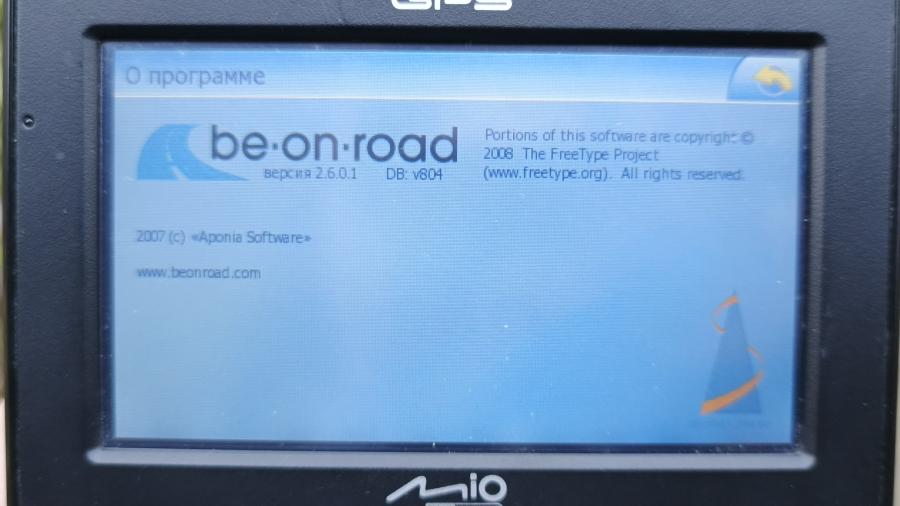 GPS
О программе
be·on·road
версия 2.6.0.1 DB: v804
Portions of this software are copyright ©
2008 The FreeType Project
(www.freetype.org). All rights reserved.
2007 (c) «Aponia Software»
www.beonroad.com
Mio